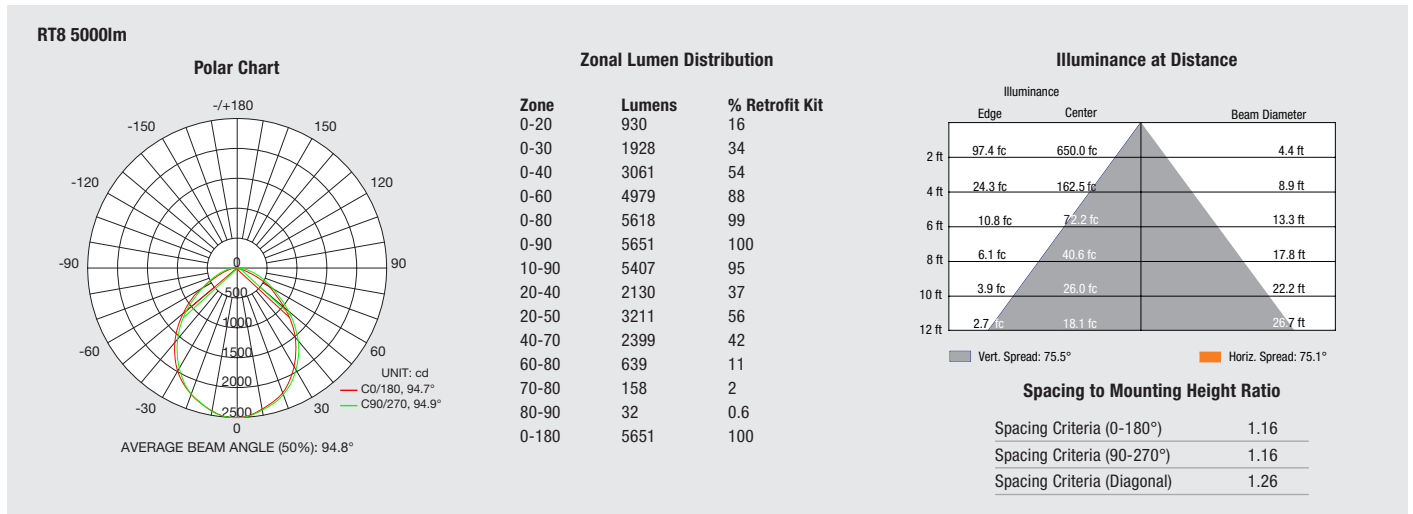 RT8 5000lm
Polar Chart
-/+180
-150 150
-120 120
-90 0 90
500
1000
-60 1500 60
2000
-30 2500 30
0
UNIT: cd
C0/180, 94.7°
C90/270, 94.9°
AVERAGE BEAM ANGLE (50%): 94.8°
Zonal Lumen Distribution
Zone Lumens % Retrofit Kit
0-20 930 16
0-30 1928 34
0-40 3061 54
0-60 4979 88
0-80 5618 99
0-90 5651 100
10-90 5407 95
20-40 2130 37
20-50 3211 56
40-70 2399 42
60-80 639 11
70-80 158 2
80-90 32 0.6
0-180 5651 100
Illuminance at Distance
Illuminance
Edge Center Beam Diameter
2 ft 97.4 fc 650.0 fc 4.4 ft
4 ft 24.3 fc 162.5 fc 8.9 ft
6 ft 10.8 fc 72.2 fc 13.3 ft
8 ft 6.1 fc 40.6 fc 17.8 ft
10 ft 3.9 fc 26.0 fc 22.2 ft
12 ft 2.7 fc 18.1 fc 26.7 ft
Vert. Spread: 75.5° Horiz. Spread: 75.1°
Spacing to Mounting Height Ratio
Spacing Criteria (0-180°) 1.16
Spacing Criteria (90-270°) 1.16
Spacing Criteria (Diagonal) 1.26